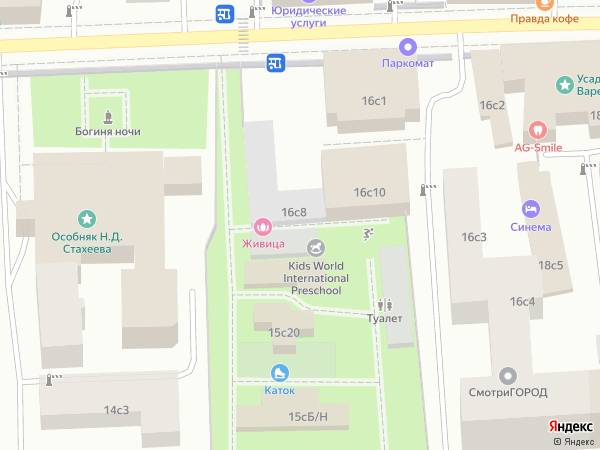 Юридические
услуги
Правда кофе
Паркомат
Усад
Варе
16с1
16с2
18
Богиня ночи
AG-Smile
16с10
16с8
Особняк Н.Д.
Стахеева
Живица
16с3
Синема
Kids World
International
Preschool
18с5
16с4
Туалет
15с20
Каток
СмотриГОРОД
14с3
15сБ/Н
Яндекс
© Яндекс